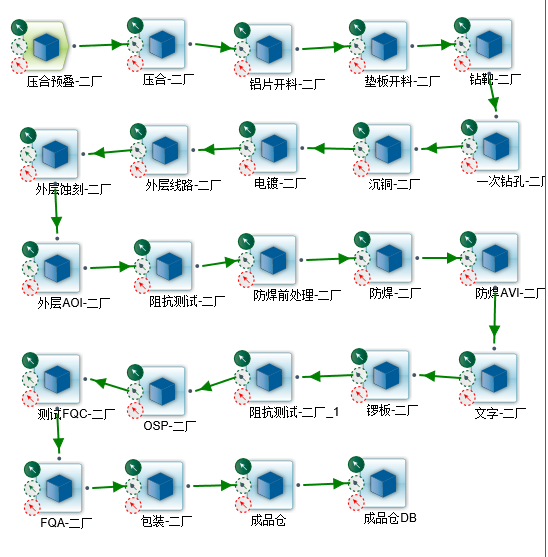 压合预叠-二厂
压合-二厂
铝片开料-二厂
垫板开料-二厂
钻靶-二厂
外层蚀刻-二厂
外层线路-二厂
电镀-二厂
沉铜-二厂
一次钻孔-二厂
外层AOI-二厂
阻抗测试-二厂
防焊前处理-二厂
防焊-二厂
防焊AVI-二厂
测试FQC-二厂
OSP-二厂
阻抗测试-二厂_1
锣板-二厂
文字-二厂
FQA-二厂
包装-二厂
成品仓
成品仓DB